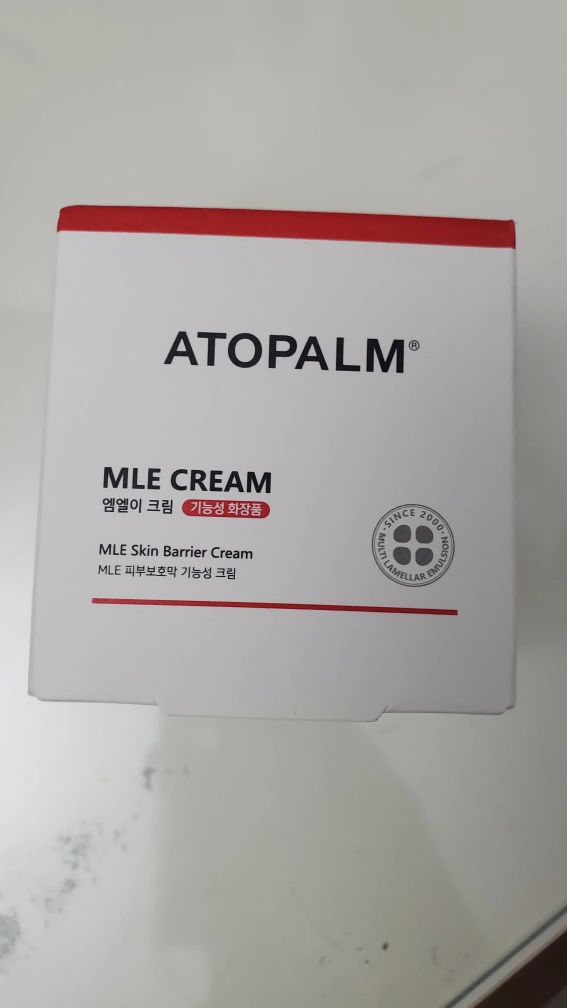 ATOPALM®
MLE CREAM
엠엘이 크림 기능성 화장품
MLE Skin Barrier Cream
MLE 피부보호막 기능성 크림
·SINCE 2000·
MULTI LAMELLAR EMULSION